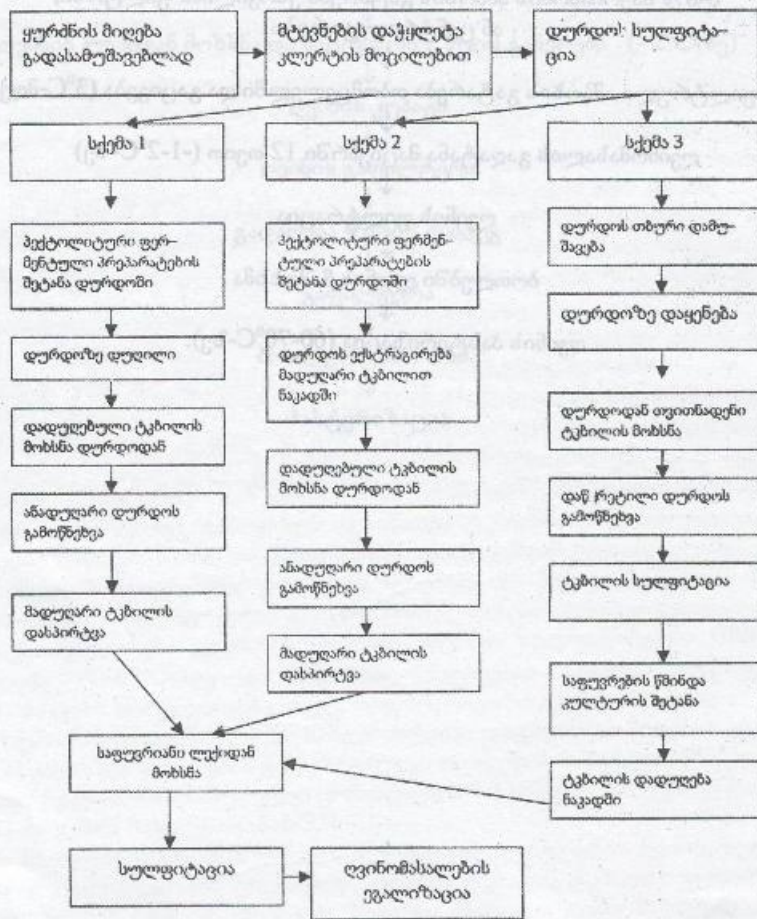 ყურძნის მიღება
გადასამუშავებლად
მტევნების დაჭყლეტა
კლერტის მოცილებით
დურდოს სულფიტა-
ცია
სქემა 1
სქემა 2
სქემა 3
პექტოლიტური ფერ-
მენტული პრეპარატების
შეტანა დურდოში
პექტოლიტური ფერმენ-
ტული პრეპარატების
შეტანა დურდოში
დურდოს თბური დამუ-
შავება
დურდოზე დუღილი
დურდოს ექსტრაგირება
მადუღარი ტკბილით
ნაკადში
დურდოზე დაყენება
დადუღებული ტკბილის
მოხსნა დურდოდან
დადუღებული ტკბილის
მოხსნა დურდოდან
დურდოდან თვითნადენი
ტკბილის მოხსნა
ანადუღარი დურდოს
გამოწნეხვა
ანადუღარი დურდოს
გამოწნეხვა
დაწრეტილი დურდოს
გამოწნეხვა
მადუღარი ტკბილის
დასპირტვა
მადუღარი ტკბილის
დასპირტვა
ტკბილის სულფიტაცია
საფუვრების წმინდა
კულტურის შეტანა
საფუვრიანი ლექიდან
მოხსნა
ტკბილის დადუღება
ნაკადში
სულფიტაცია
ღვინომასალების
ეგალიზაცია